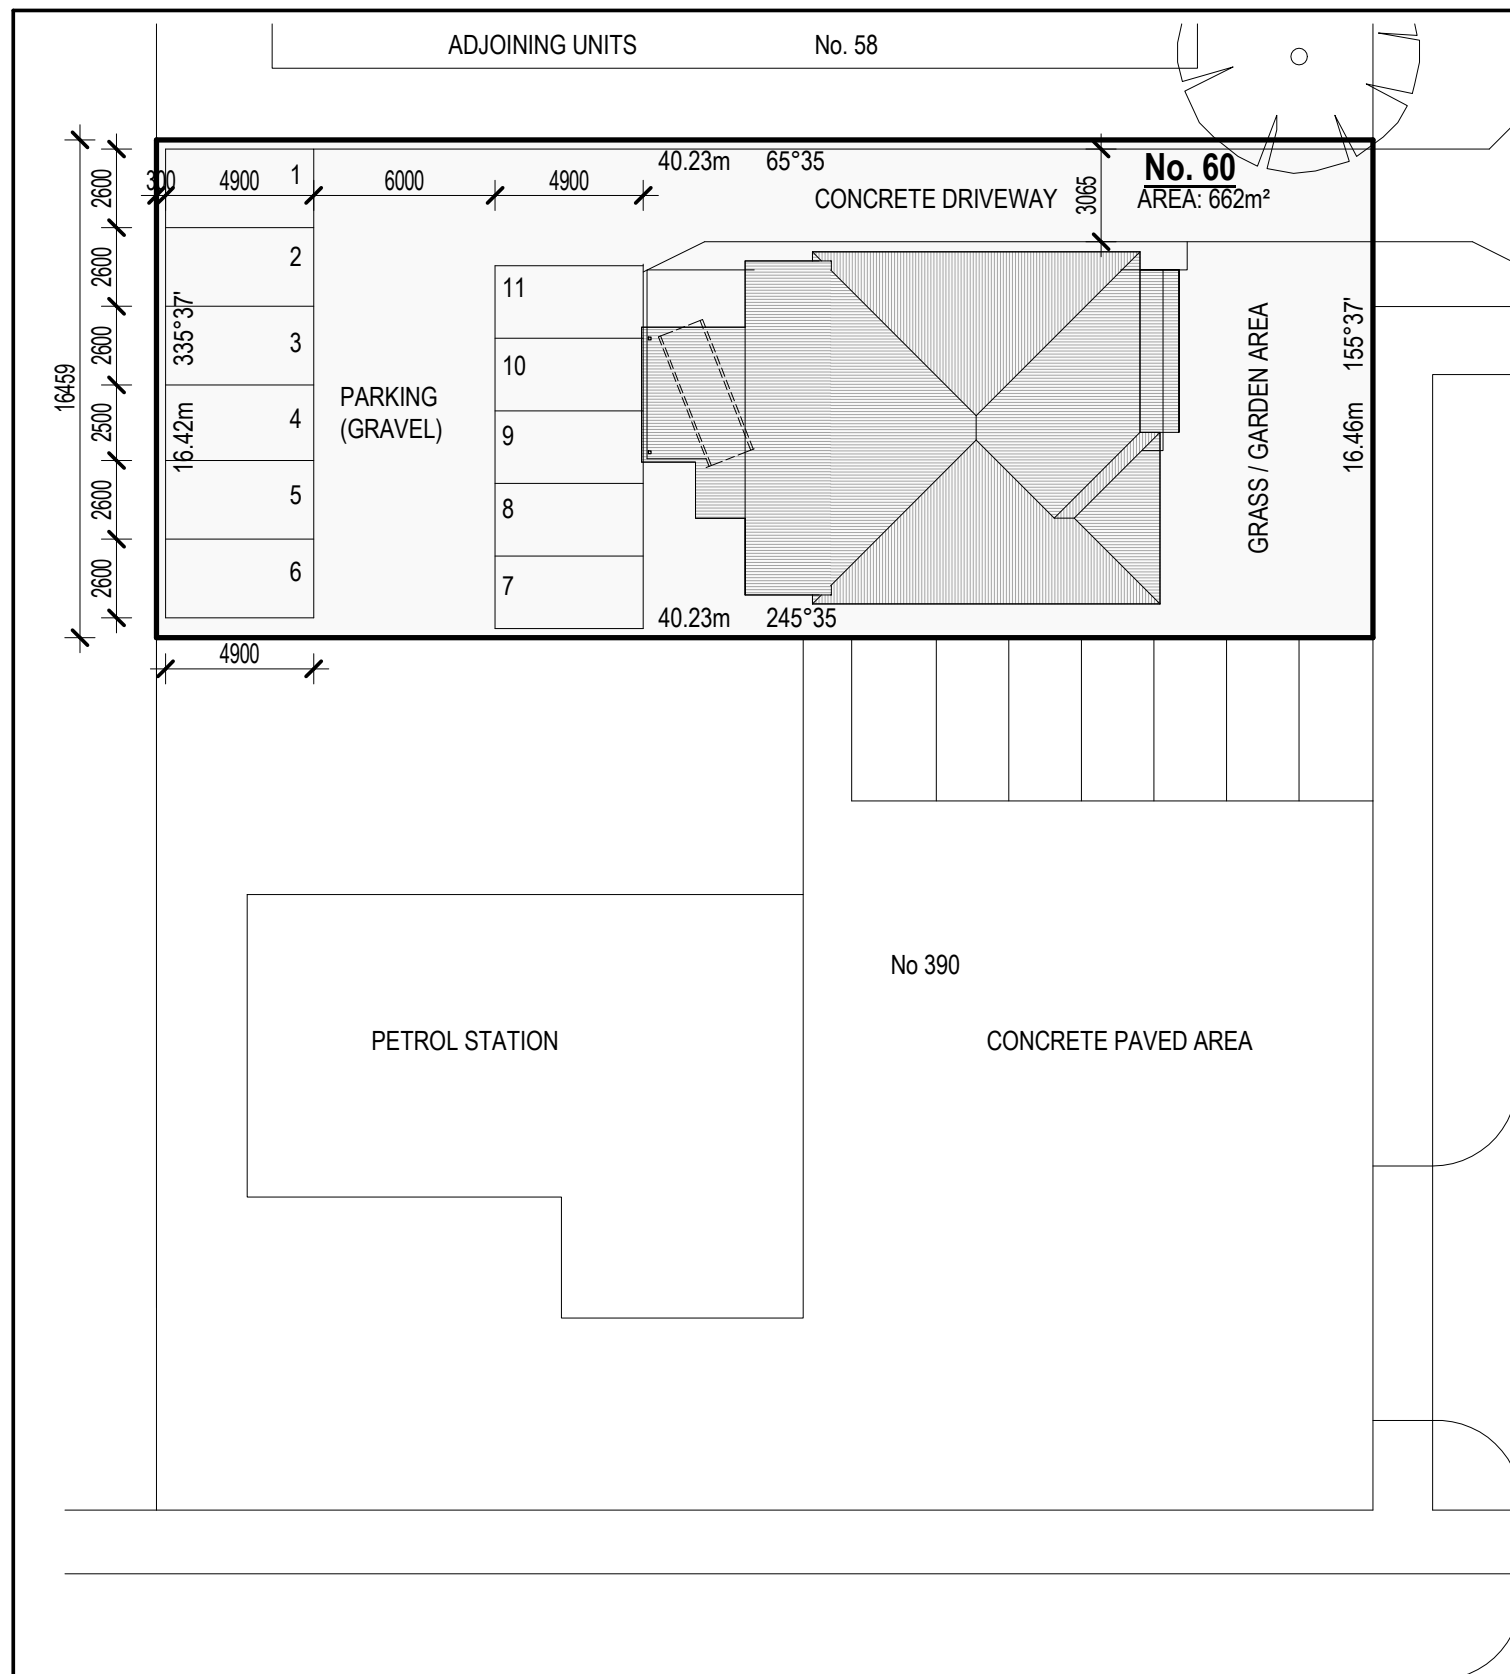 ADJOINING UNITS
No. 58
40.23m 65°35
No. 60
AREA: 662m²
CONCRETE DRIVEWAY
3065
300
4900
6000
4900
1
2
3
4
5
6
11
10
9
8
7
16459
2600
2600
2600
2500
2600
2600
16.42m 335°37'
PARKING
(GRAVEL)
GRASS / GARDEN AREA
16.46m 155°37'
40.23m 245°35
4900
No 390
PETROL STATION
CONCRETE PAVED AREA